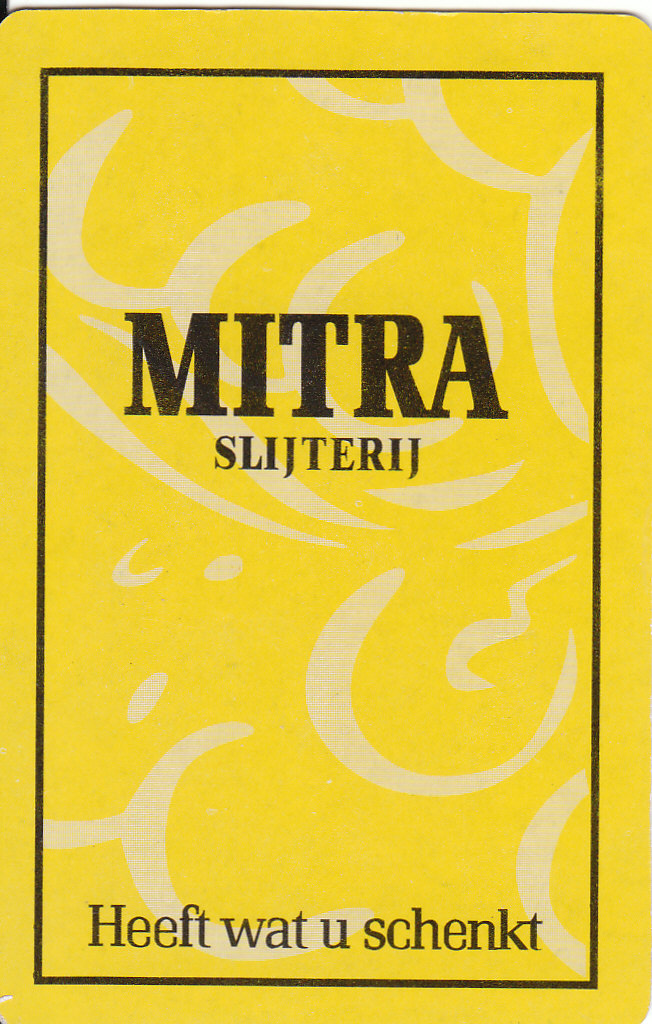 MITRA
SLIJTERIJ
Heeft wat u schenkt